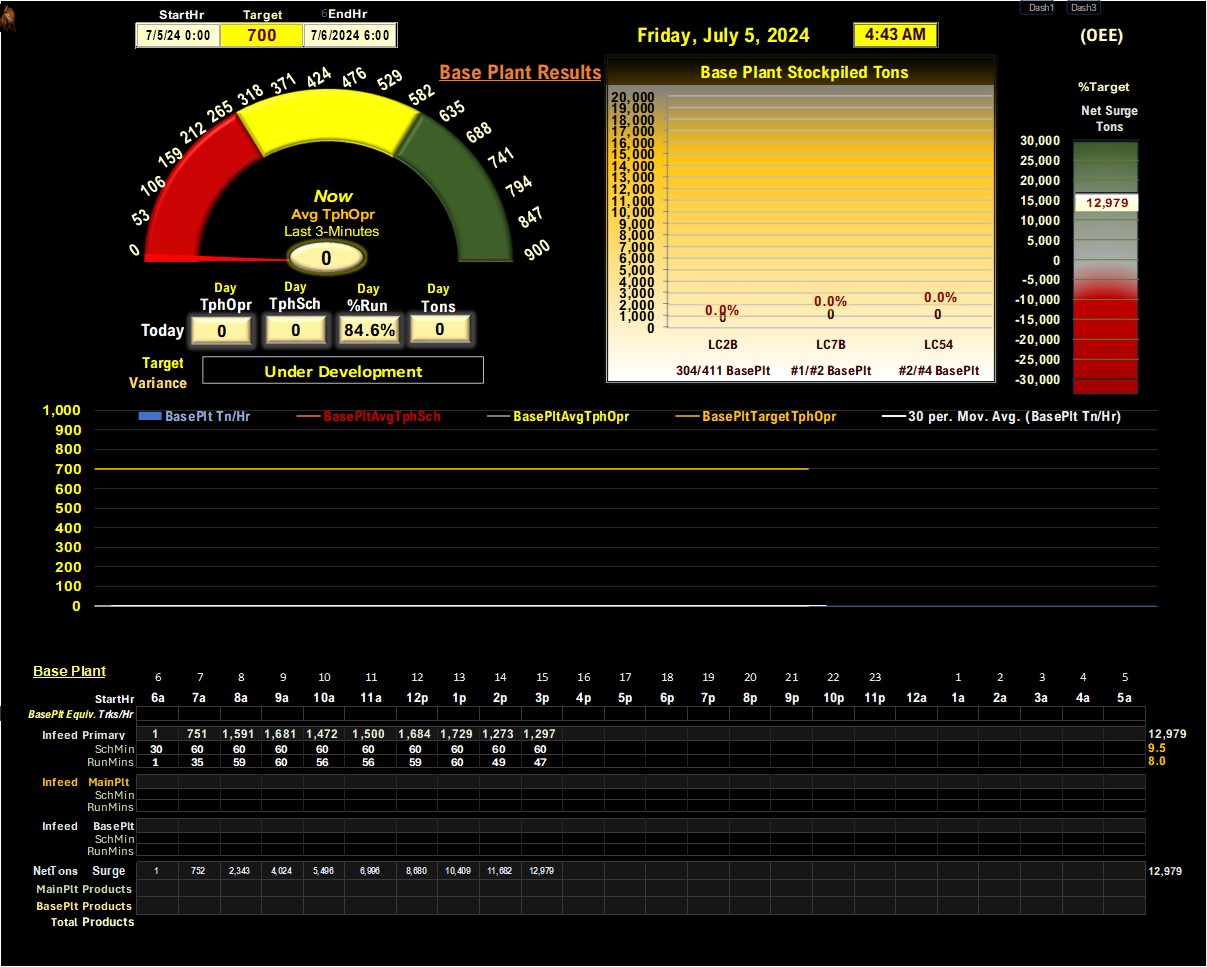 Dash1 Dash3
StartHr Target 6EndHr
7/5/24 0:00 700 7/6/2024 6:00
Friday, July 5, 2024 4:43 AM (OEE)
Base Plant Results
0 53 106 159 212 265 318 371 424 476 529 582 635 688 741 794 847 900
Now
Avg TphOpr
Last 3-Minutes
0
Day Day Day Day
TphOpr TphSch %Run Tons
Today 0 0 84.6% 0
Target
Variance
Under Development
Base Plant Stockpiled Tons
20,000
19,000
18,000
17,000
16,000
15,000
14,000
13,000
12,000
11,000
10,000
9,000
8,000
7,000
6,000
5,000
4,000
3,000
2,000
1,000
0
0.0% 0.0% 0.0%
0 0 0
LC2B LC7B LC54
304/411 BasePlt #1/#2 BasePlt #2/#4 BasePlt
%Target
Net Surge
Tons
30,000
25,000
20,000
15,000
12,979
10,000
5,000
0
-5,000
-10,000
-15,000
-20,000
-25,000
-30,000
BasePlt Tn/Hr BasePltAvgTphSch BasePltAvgTphOpr BasePltTargetTphOpr 30 per. Mov. Avg. (BasePlt Tn/Hr)
1,000
900
800
700
600
500
400
300
200
100
0
Base Plant
6 7 8 9 10 11 12 13 14 15 16 17 18 19 20 21 22 23 1 2 3 4 5
StartHr 6a 7a 8a 9a 10a 11a 12p 1p 2p 3p 4p 5p 6p 7p 8p 9p 10p 11p 12a 1a 2a 3a 4a 5a
BasePlt Equiv. Trks/Hr
Infeed Primary 1 751 1,591 1,681 1,472 1,500 1,684 1,729 1,273 1,297 12,979
SchMin 30 60 60 60 60 60 60 60 60 60 9.5
RunMins 1 35 59 60 56 56 59 60 49 47 8.0
Infeed MainPlt
SchMin
RunMins
Infeed BasePlt
SchMin
RunMins
NetTons Surge 1 752 2,343 4,024 5,496 6,996 8,680 10,409 11,682 12,979 12,979
MainPlt Products
BasePlt Products
Total Products